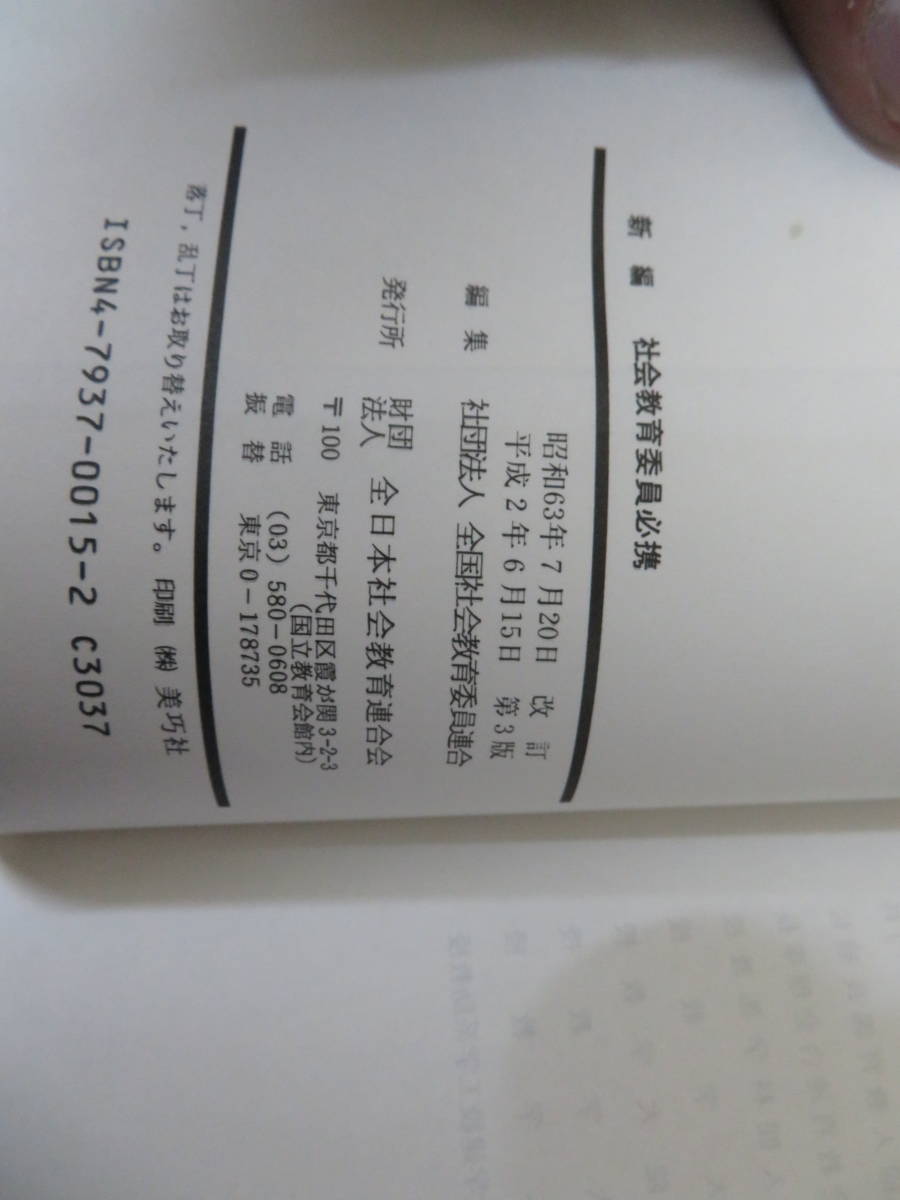 新編 社会教育委員必携
昭和63年7月20日 改訂
平成2年6月15日 第3版
編集 社団法人 全国社会教育委員連合
発行所 財団法人 全日本社会教育連合会
〒100 東京都千代田区霞が関3-2-3
(国立教育会館内)
電話 (03) 580-0608
振替 東京0-178735
落丁,乱丁はお取り替えいたします。 印刷 ㈱ 美巧社
ISBN4-7937-0015-2 C3037